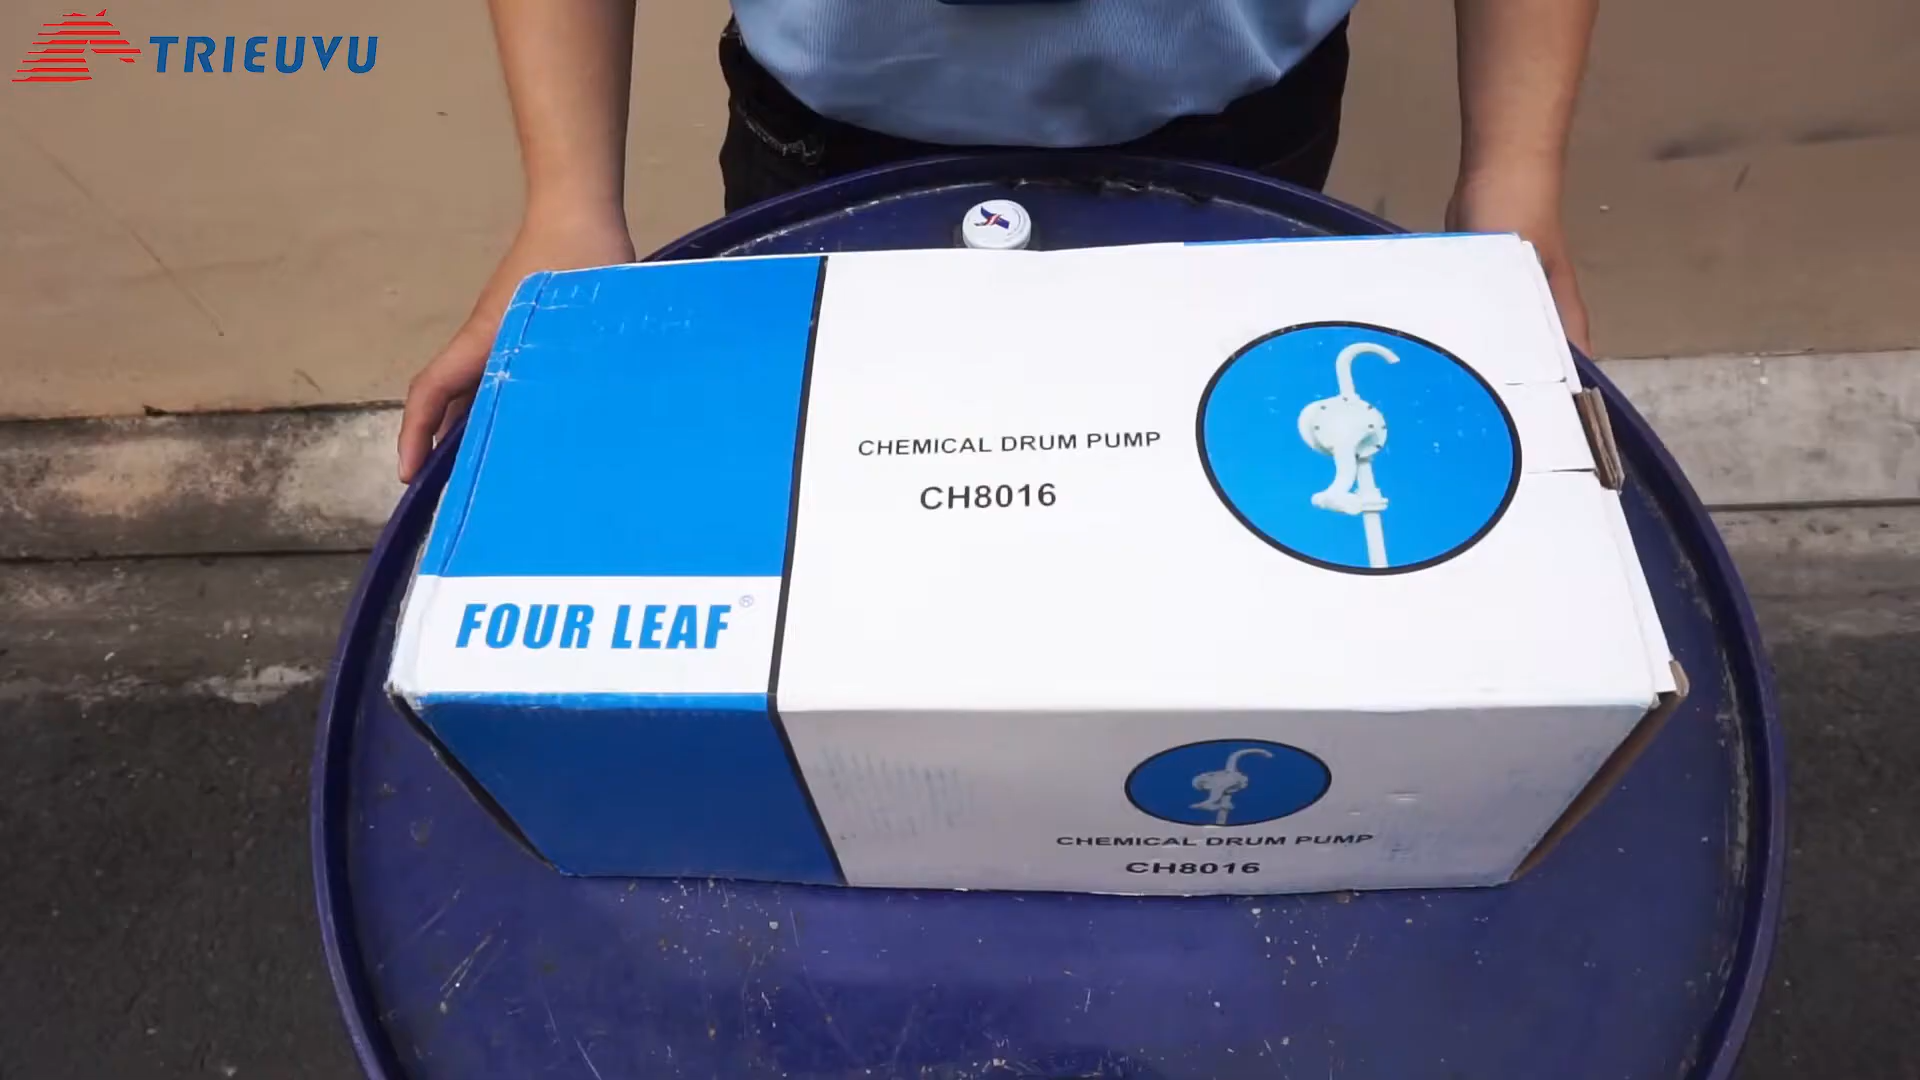 TRIEUVU
CHEMICAL DRUM PUMP
CH8016
FOUR LEAF®
CHEMICAL DRUM PUMP
CH8016